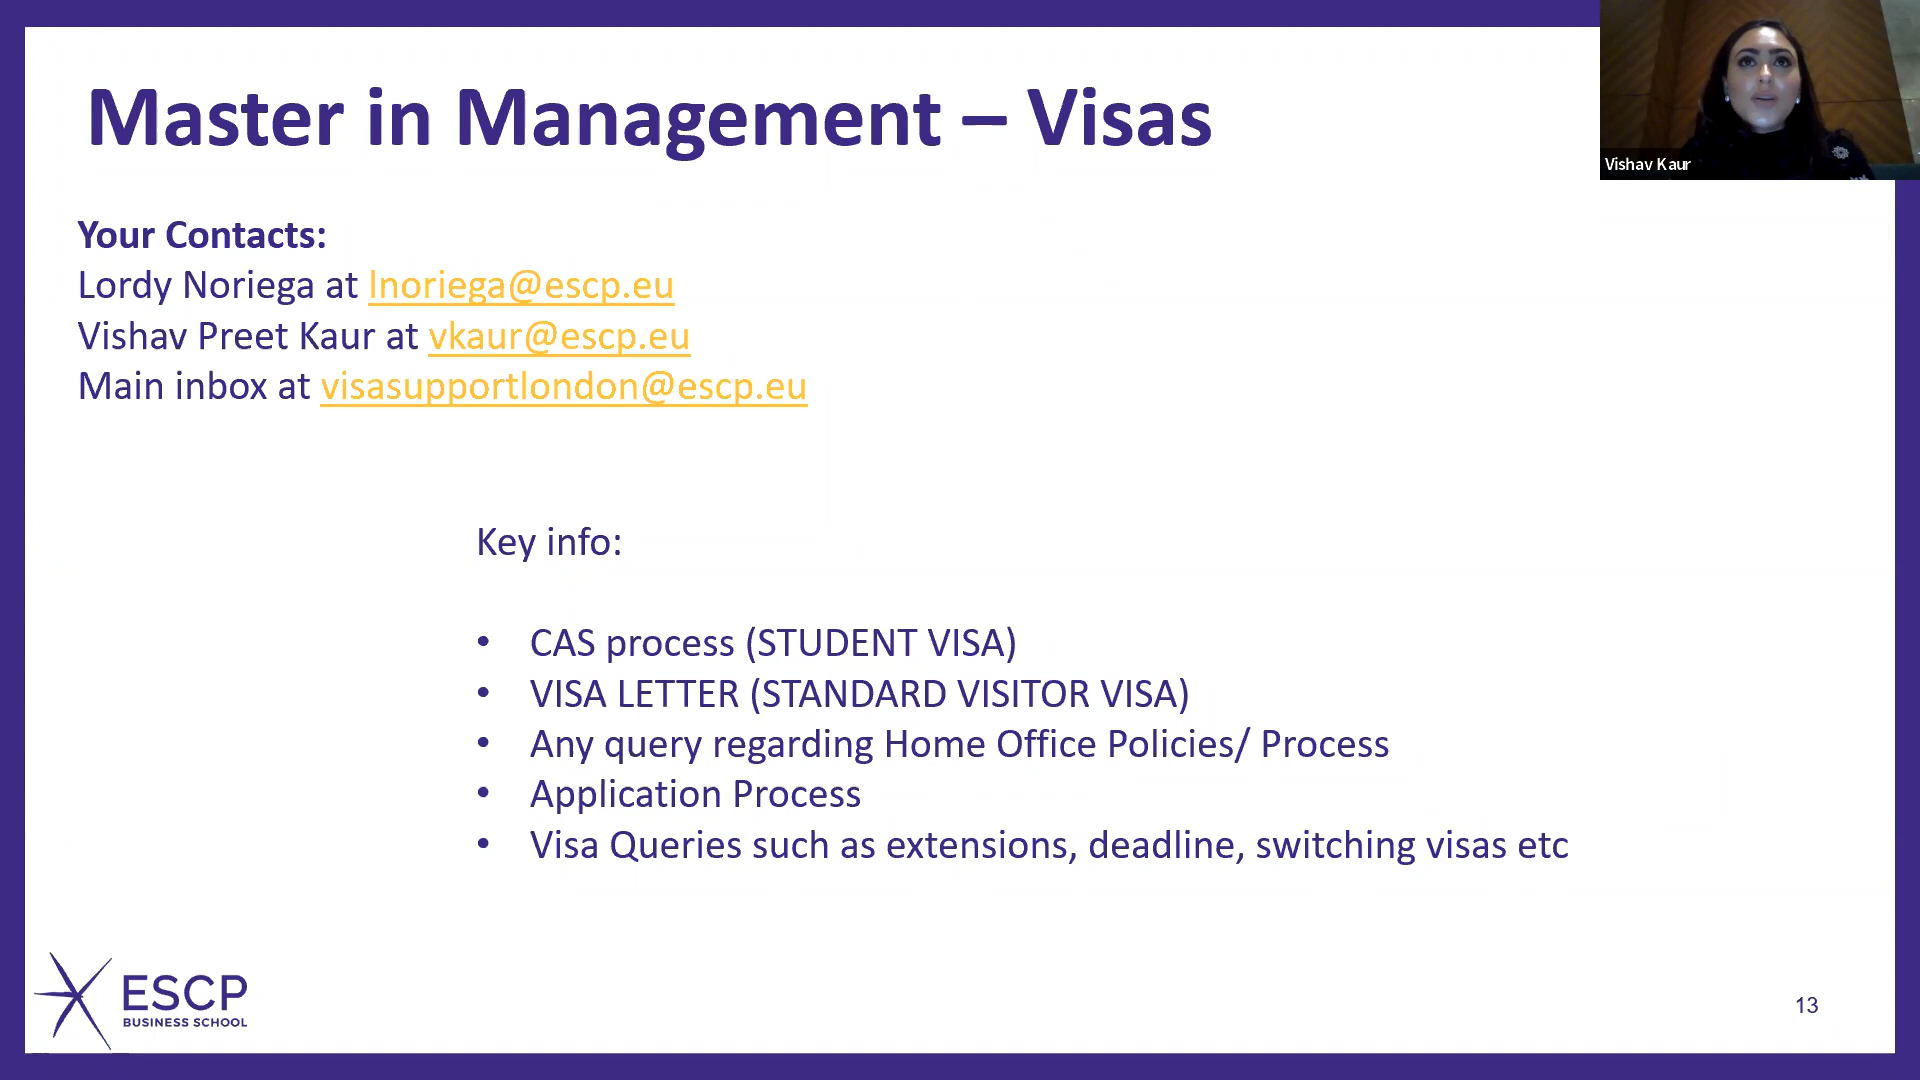 Master in Management – Visas
Vishav Kaur
Your Contacts:
Lordy Noriega at lnoriega@escp.eu
Vishav Preet Kaur at vkaur@escp.eu
Main inbox at visasupportlondon@escp.eu
Key info:
• CAS process (STUDENT VISA)
• VISA LETTER (STANDARD VISITOR VISA)
• Any query regarding Home Office Policies/ Process
• Application Process
• Visa Queries such as extensions, deadline, switching visas etc
ESCP
BUSINESS SCHOOL
13